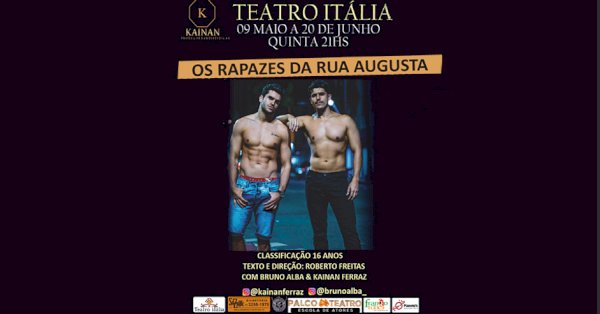 K
KAINAN
TEATRO ITÁLIA
09 MAIO A 20 DE JUNHO
QUINTA 21HS
OS RAPAZES DA RUA AUGUSTA
CLASSIFICAÇÃO 16 ANOS
TEXTO E DIREÇÃO: ROBERTO FREITAS
COM BRUNO ALBA & KAINAN FERRAZ
@kainanferraz @brunoalba_
Teatro Itália
PALCO TEATRO
ESCOLA DE ATORES